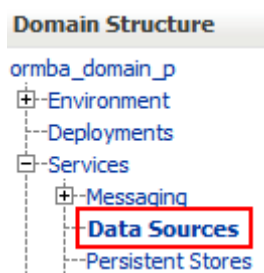 Domain Structure
ormba_domain_p
Environment
Deployments
Services
Messaging
Data Sources
Persistent Stores